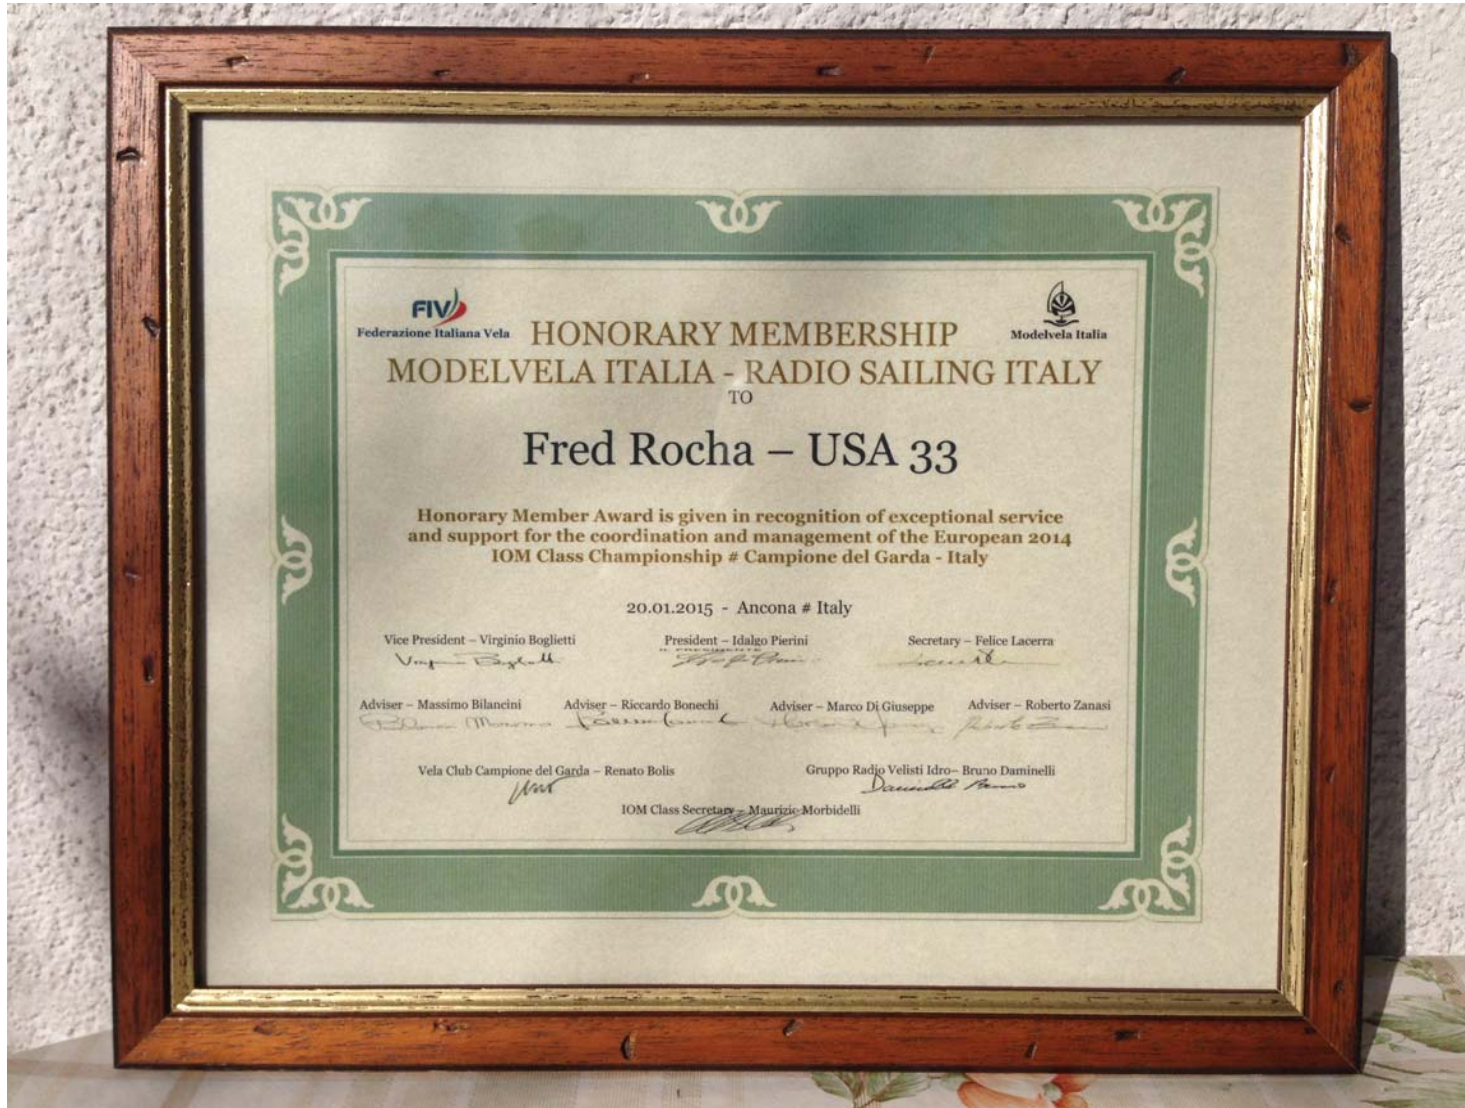 FIV
Federazione Italiana Vela
Modelvela Italia
HONORARY MEMBERSHIP
MODELVELA ITALIA - RADIO SAILING ITALY
TO
Fred Rocha – USA 33
Honorary Member Award is given in recognition of exceptional service
and support for the coordination and management of the European 2014
IOM Class Championship # Campione del Garda - Italy
20.01.2015 - Ancona # Italy
Vice President – Virginio Boglietti
President – Idalgo Pierini
Secretary – Felice Lacerra
IL PRESIDENTE
Adviser – Massimo Bilancini
Adviser – Riccardo Bonechi
Adviser – Marco Di Giuseppe
Adviser – Roberto Zanasi
Vela Club Campione del Garda – Renato Bolis
Gruppo Radio Velisti Idro– Bruno Daminelli
IOM Class Secretary – Maurizio Morbidelli